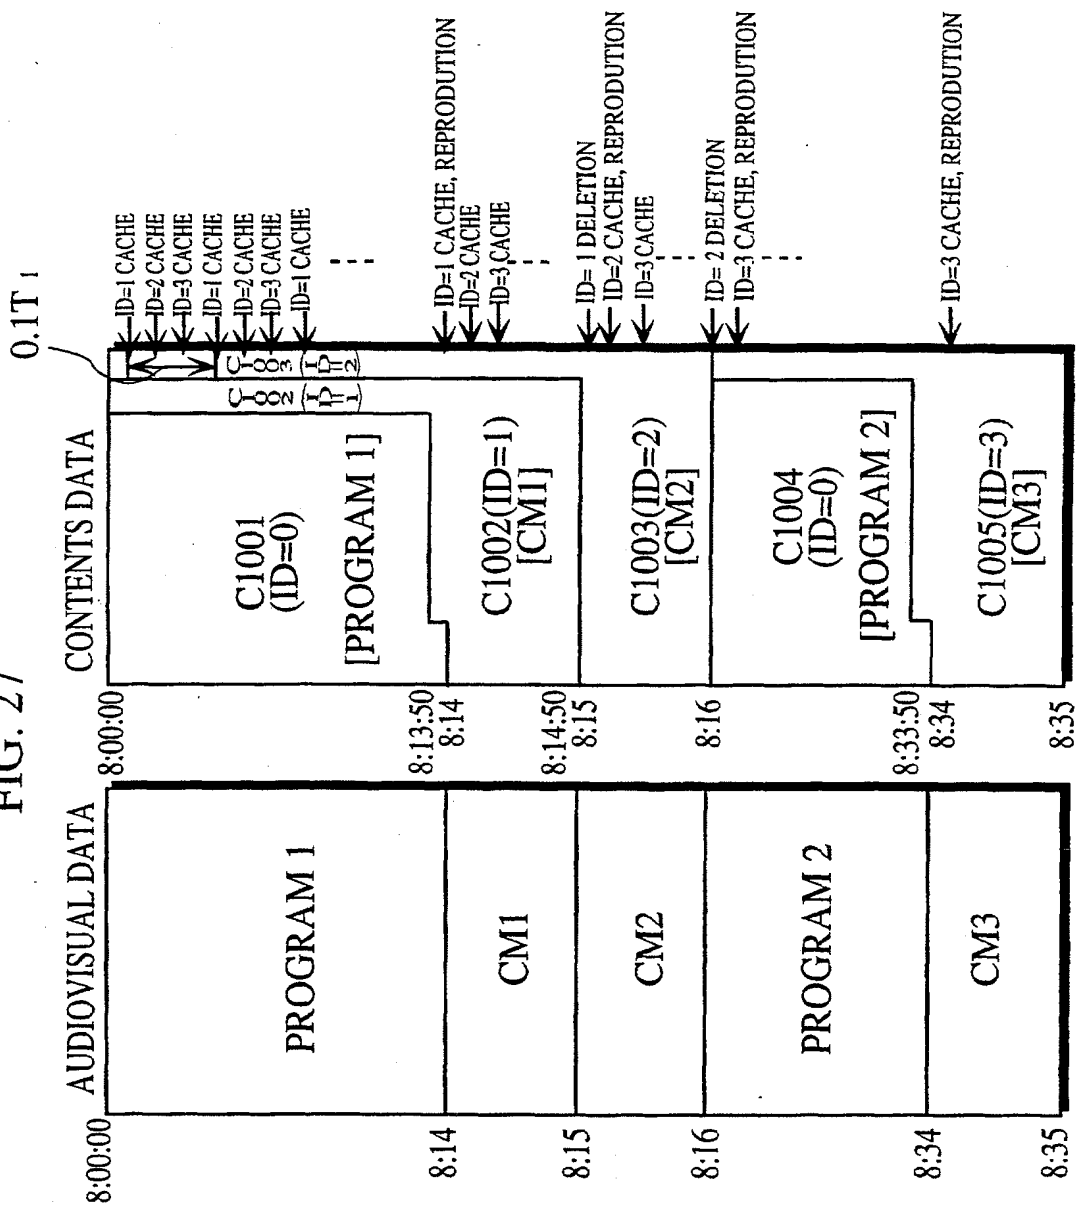 FIG. 27
AUDIOVISUAL DATA
8:00:00
PROGRAM 1
8:14
CM1
8:15
CM2
8:16
PROGRAM 2
8:34
CM3
8:35
CONTENTS DATA
0.1T1
8:00:00
C1001
(ID=0)
[PROGRAM 1]
C1002 (ID=1)
C1003 (ID=2)
8:13:50
8:14
C1002(ID=1)
[CM1]
8:14:50
8:15
C1003(ID=2)
[CM2]
8:16
C1004
(ID=0)
[PROGRAM 2]
8:33:50
8:34
C1005(ID=3)
[CM3]
8:35
ID=1 CACHE
ID=2 CACHE
ID=3 CACHE
ID=1 CACHE
ID=2 CACHE
ID=3 CACHE
ID=1 CACHE
ID=1 CACHE, REPRODUTION
ID=2 CACHE
ID=3 CACHE
ID= 1 DELETION
ID=2 CACHE, REPRODUTION
ID=3 CACHE
ID= 2 DELETION
ID=3 CACHE, REPRODUTION
ID=3 CACHE, REPRODUTION